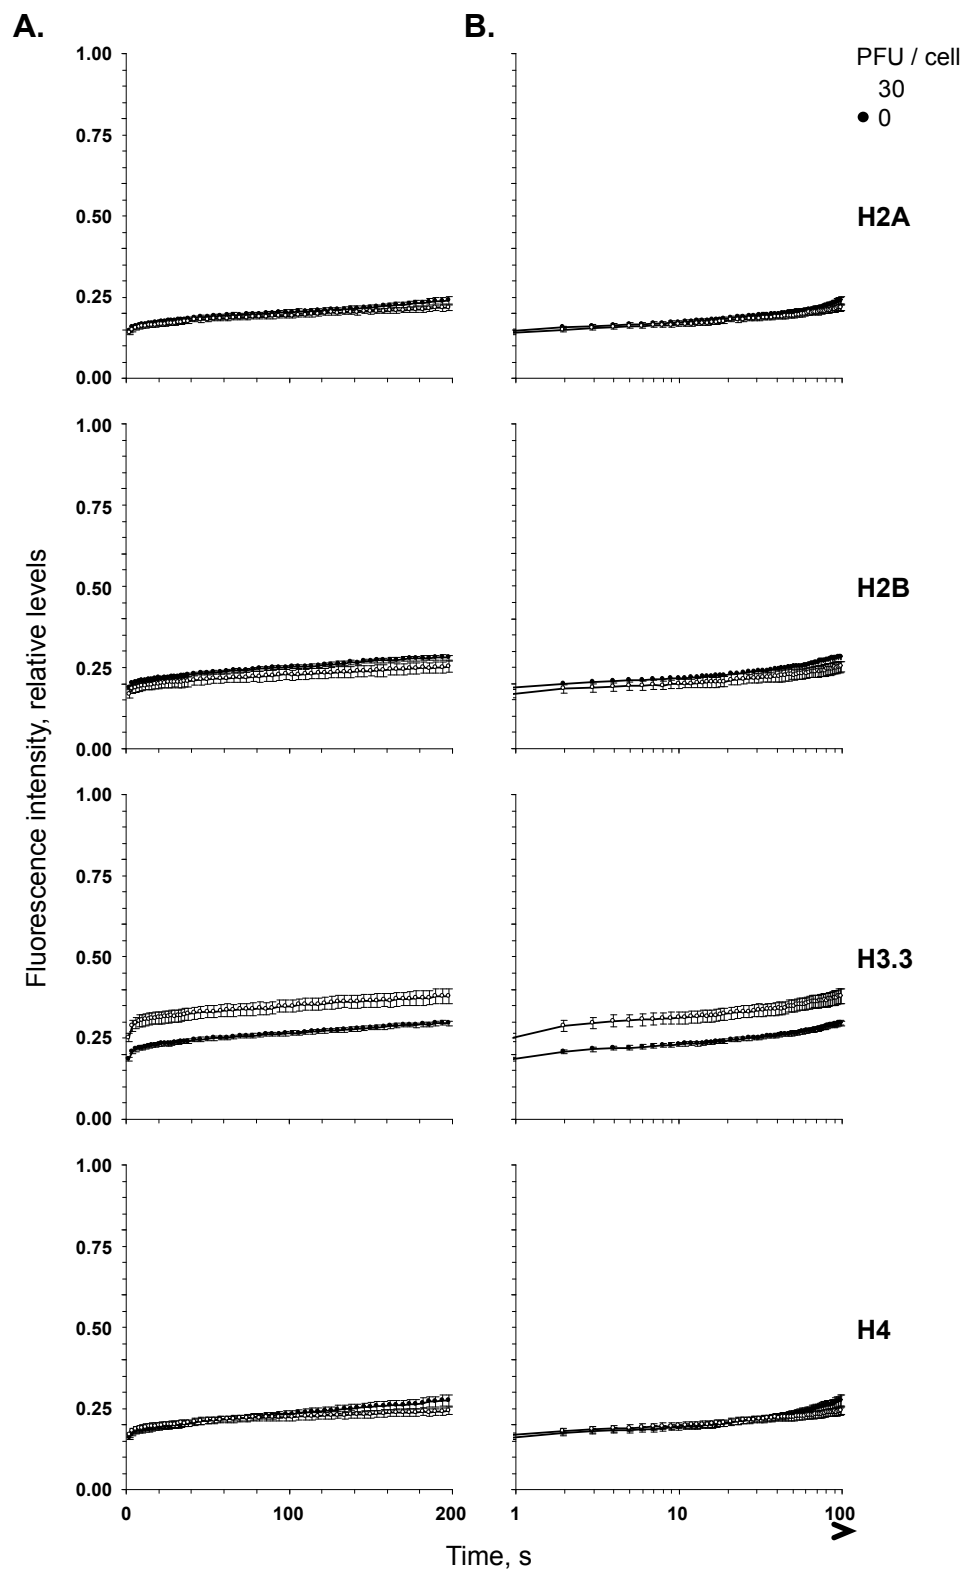 A. B.
PFU / cell
30
● 0
1.00
0.75
0.50
0.25
0.00
H2A
1.00
0.75
0.50
0.25
0.00
H2B
Fluorescence intensity, relative levels
1.00
0.75
0.50
0.25
0.00
H3.3
1.00
0.75
0.50
0.25
0.00
H4
0 100 200 1 10 100
>
Time, s